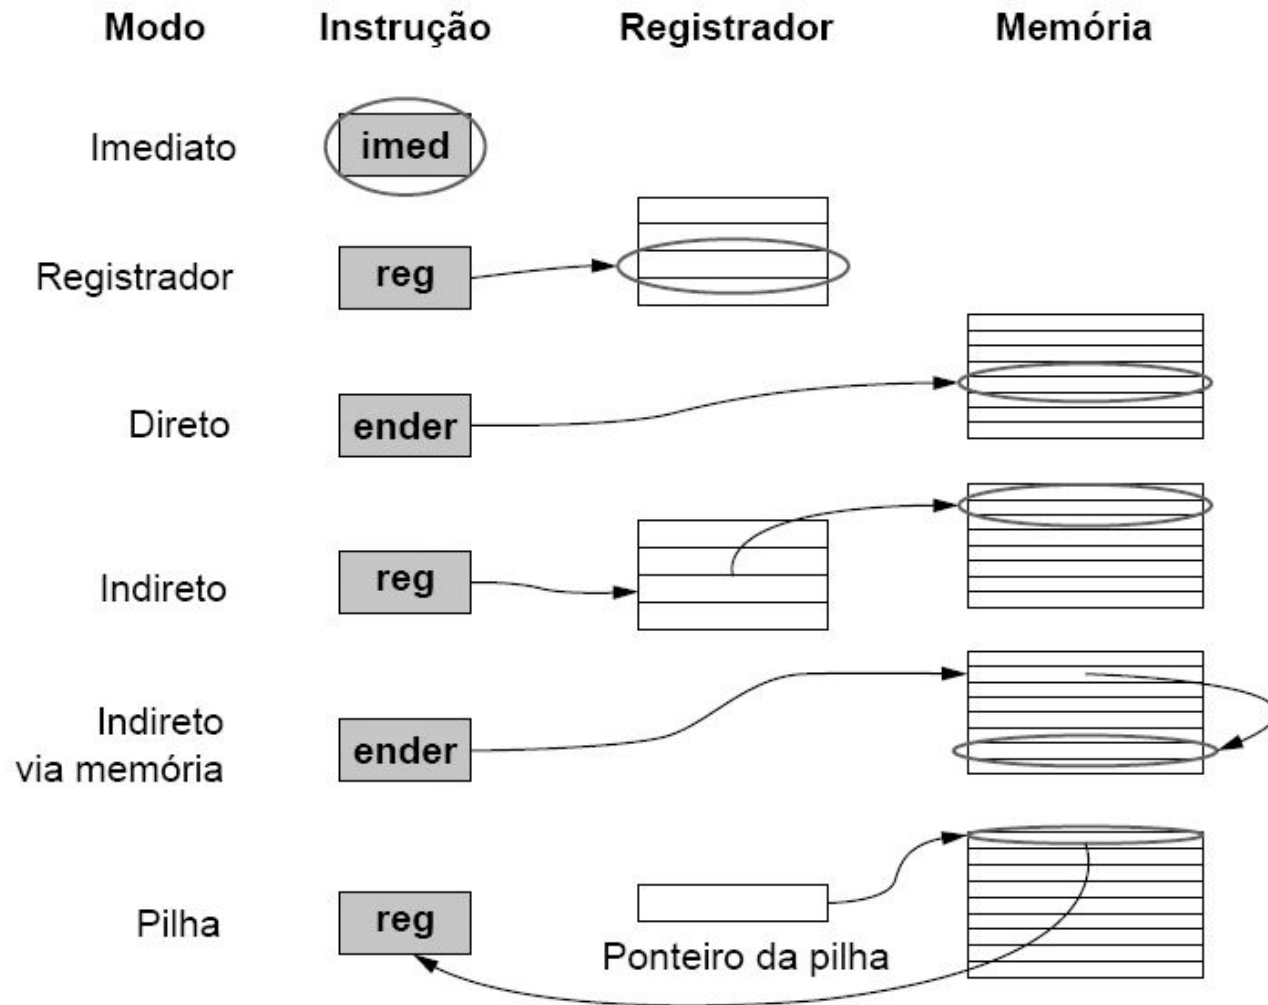 Modo Instrução Registrador Memória
Imediato imed
Registrador reg
Direto ender
Indireto reg
Indireto
via memória
ender
Pilha reg
Ponteiro da pilha